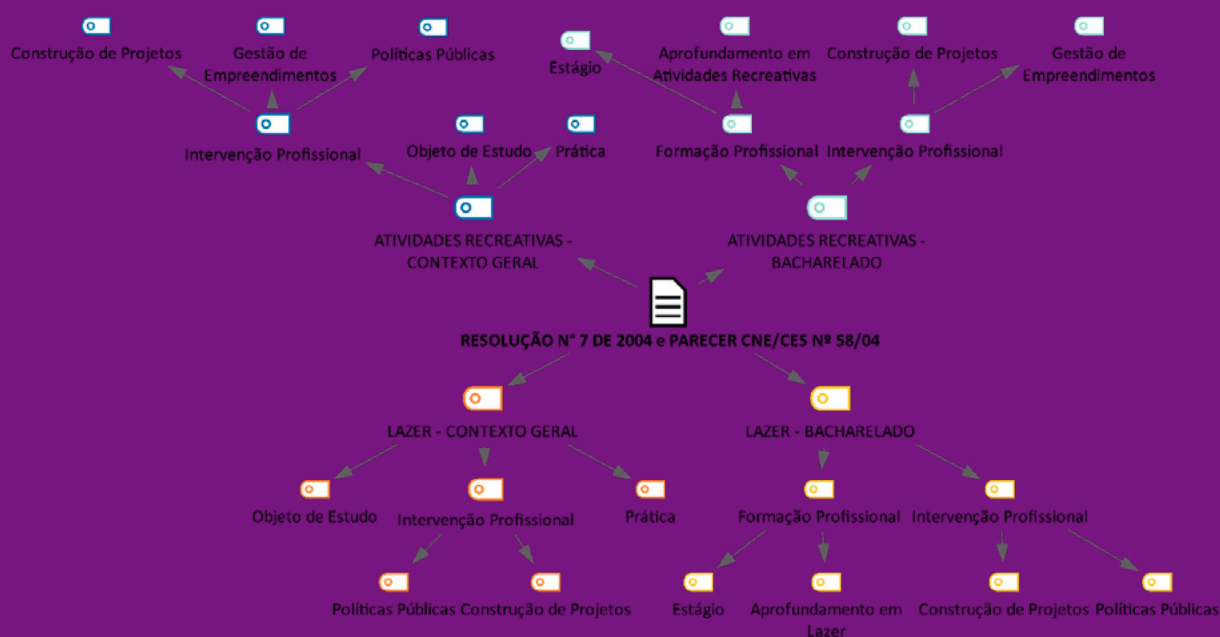 Construção de Projetos
Gestão de
Empreendimentos
Políticas Públicas
Estágio
Aprofundamento em
Atividades Recreativas
Construção de Projetos
Gestão de
Empreendimentos
Intervenção Profissional
Objeto de Estudo
Prática
Formação Profissional
Intervenção Profissional
ATIVIDADES RECREATIVAS -
CONTEXTO GERAL
ATIVIDADES RECREATIVAS -
BACHARELADO
RESOLUÇÃO N° 7 DE 2004 e PARECER CNE/CES Nº 58/04
LAZER - CONTEXTO GERAL
LAZER - BACHARELADO
Objeto de Estudo
Intervenção Profissional
Prática
Formação Profissional
Intervenção Profissional
Políticas Públicas
Construção de Projetos
Estágio
Aprofundamento em
Lazer
Construção de Projetos
Políticas Públicas